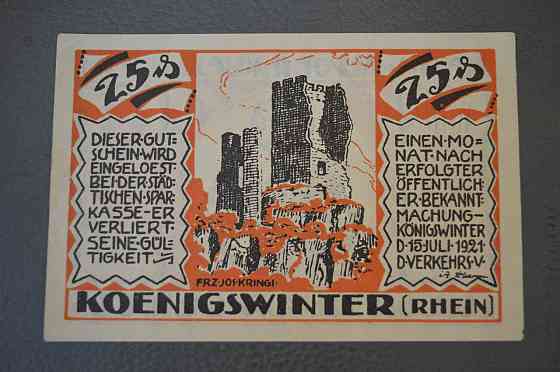 25 ₰
25 ₰
DIESER·GUT-
SCHEIN·WIRD
EINGELOEST·
BEI·DER·STÄD-
TISCHEN·SPAR-
KASSE-ER
VERLIERT
SEINE·GÜL-
TIGKEIT·
EINEN·MO=
NAT·NACH
ERFOLGTER
ÖFFENTLICH-
ER·BEKANNT-
MACHUNG-
KÖNIGSWINTER
D·15·JULI·1921·
D·VERKEHRS·V·
FRZ·JOS·KRINGS·
KOENIGSWINTER (RHEIN)